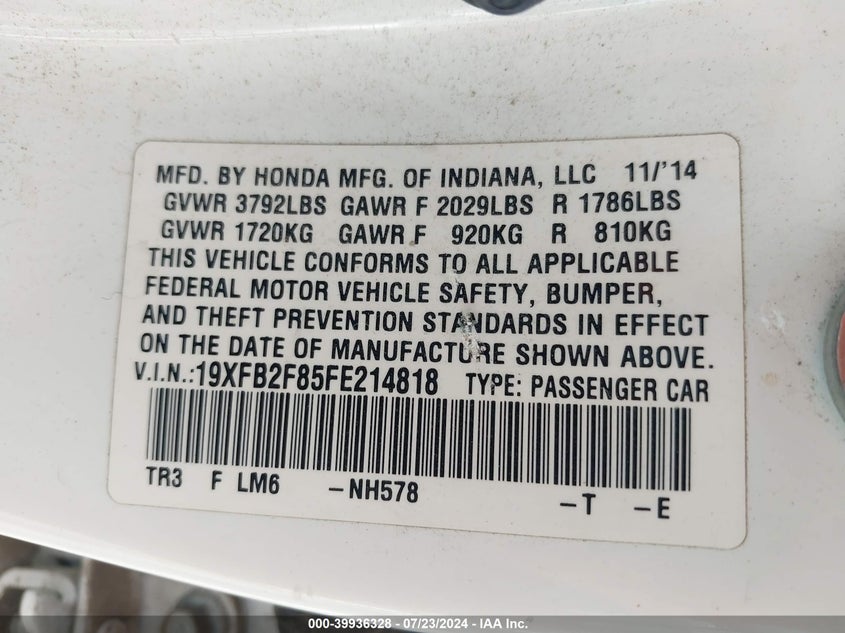 MFD. BY HONDA MFG. OF INDIANA, LLC 11/'14
GVWR 3792LBS GAWR F 2029LBS R 1786LBS
GVWR 1720KG GAWR F 920KG R 810KG
THIS VEHICLE CONFORMS TO ALL APPLICABLE
FEDERAL MOTOR VEHICLE SAFETY, BUMPER,
AND THEFT PREVENTION STANDARDS IN EFFECT
ON THE DATE OF MANUFACTURE SHOWN ABOVE.
V.I.N.:19XFB2F85FE214818 TYPE: PASSENGER CAR
TR3 F LM6 -NH578 -T -E
000-39936328 - 07/23/2024 - IAA Inc.